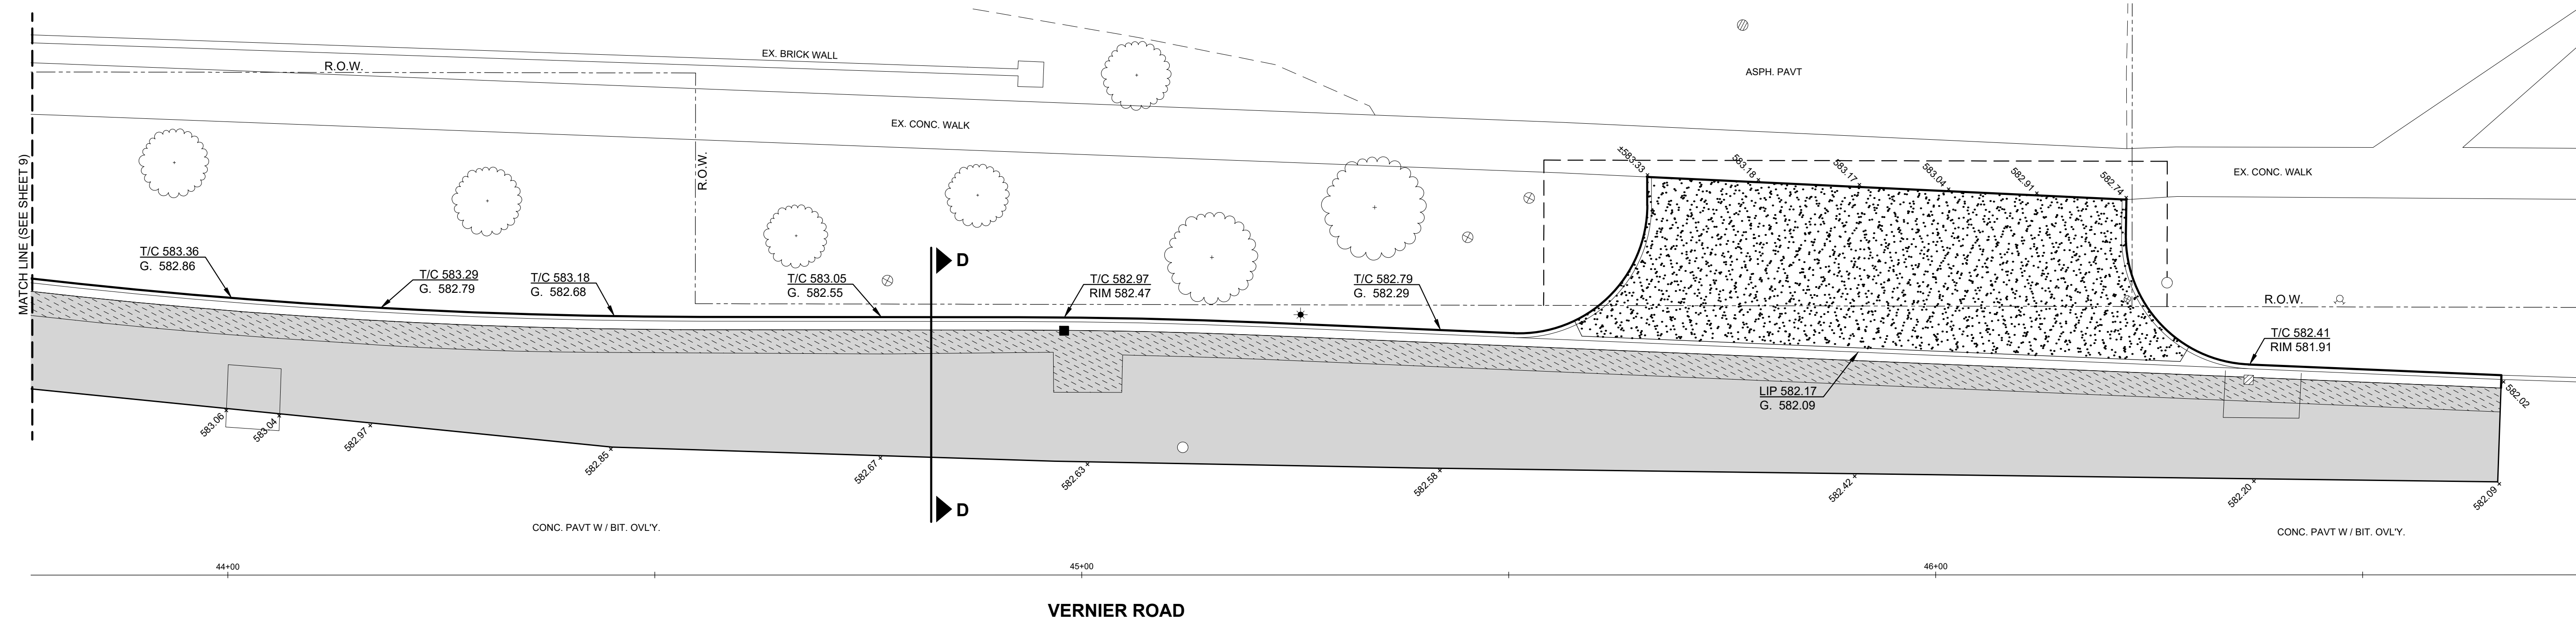 EX. BRICK WALL
R.O.W.
ASPH. PAVT
EX. CONC. WALK
R.O.W.
MATCH LINE (SEE SHEET 9)
±583.33
583.18
583.17
583.04
582.91
582.74
EX. CONC. WALK
T/C 583.36
G. 582.86
T/C 583.29
G. 582.79
T/C 583.18
G. 582.68
T/C 583.05
G. 582.55
D
T/C 582.97
RIM 582.47
T/C 582.79
G. 582.29
R.O.W.
T/C 582.41
RIM 581.91
LIP 582.17
G. 582.09
582.02
583.06
583.04
582.97
582.85
582.67
582.63
582.58
582.42
582.20
582.09
D
CONC. PAVT W / BIT. OVL'Y.
CONC. PAVT W / BIT. OVL'Y.
44+00
45+00
46+00
VERNIER ROAD